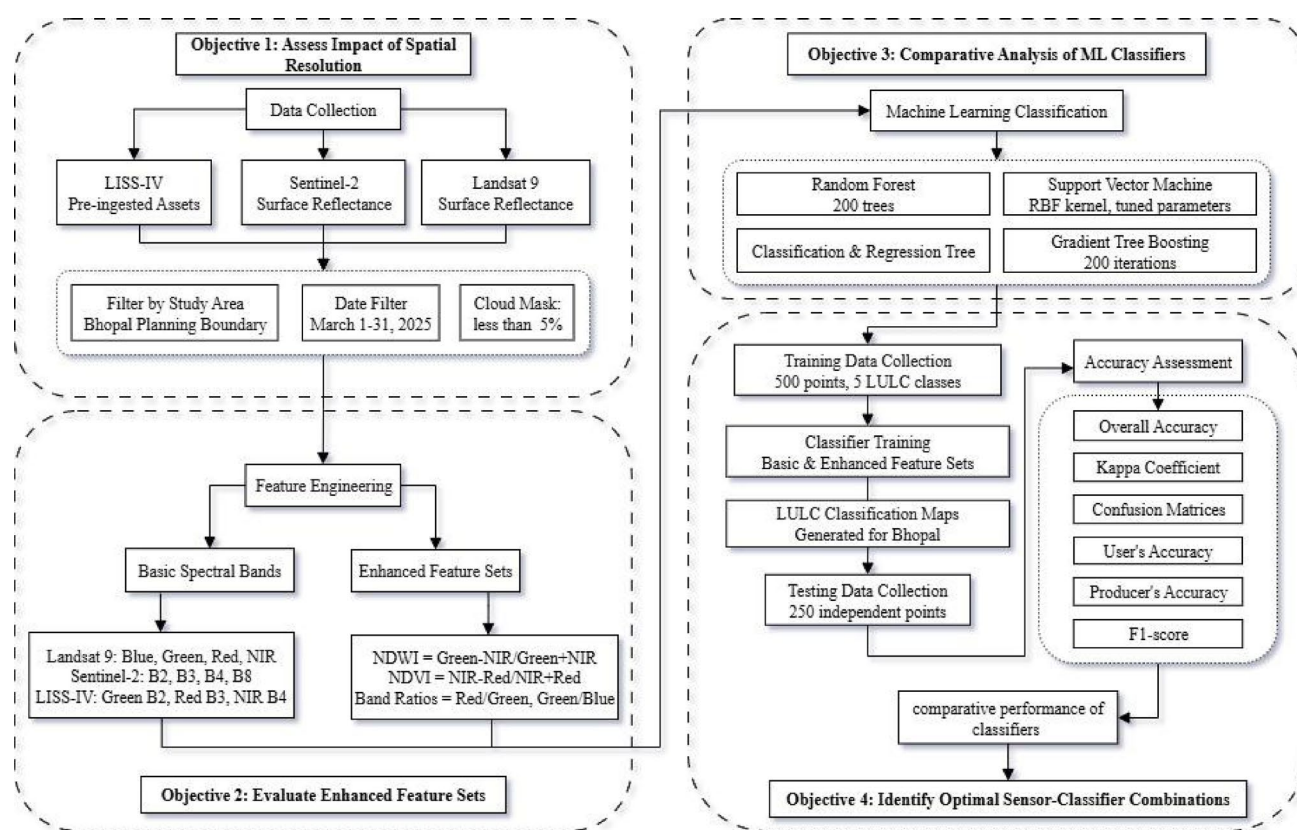 Objective 1: Assess Impact of Spatial
Resolution
Data Collection
LISS-IV
Pre-ingested Assets
Sentinel-2
Surface Reflectance
Landsat 9
Surface Reflectance
Filter by Study Area
Bhopal Planning Boundary
Date Filter
March 1-31, 2025
Cloud Mask:
less than 5%
Feature Engineering
Basic Spectral Bands
Enhanced Feature Sets
Landsat 9: Blue, Green, Red, NIR
Sentinel-2: B2, B3, B4, B8
LISS-IV: Green B2, Red B3, NIR B4
NDWI = Green-NIR/Green+NIR
NDVI = NIR-Red/NIR+Red
Band Ratios = Red/Green, Green/Blue
Objective 2: Evaluate Enhanced Feature Sets
Objective 3: Comparative Analysis of ML Classifiers
Machine Learning Classification
Random Forest
200 trees
Support Vector Machine
RBF kernel, tuned parameters
Classification & Regression Tree
Gradient Tree Boosting
200 iterations
Training Data Collection
500 points, 5 LULC classes
Classifier Training
Basic & Enhanced Feature Sets
LULC Classification Maps
Generated for Bhopal
Testing Data Collection
250 independent points
Accuracy Assessment
Overall Accuracy
Kappa Coefficient
Confusion Matrices
User's Accuracy
Producer's Accuracy
F1-score
comparative performance of
classifiers
Objective 4: Identify Optimal Sensor-Classifier Combinations